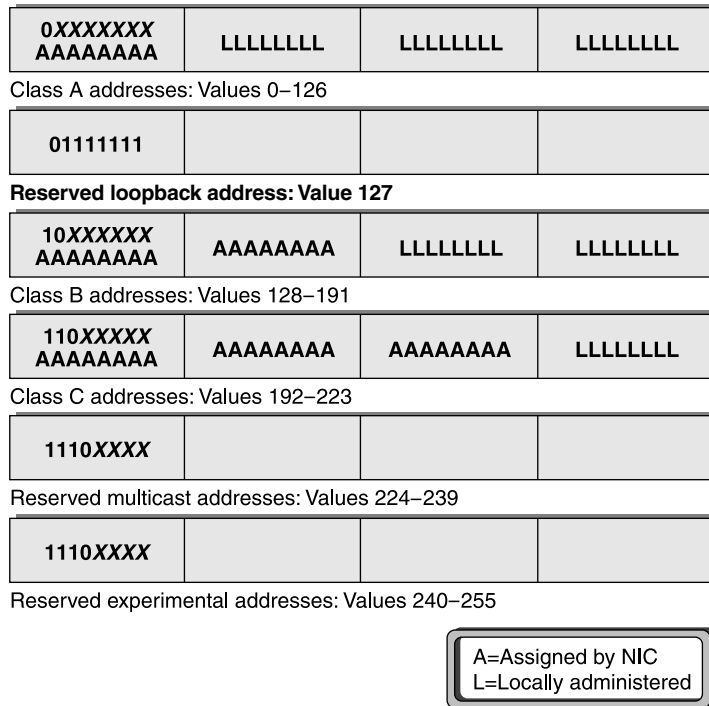 0XXXXXXX
AAAAAAAA LLLLLLLL LLLLLLLL LLLLLLLL
Class A addresses: Values 0–126
01111111
Reserved loopback address: Value 127
10XXXXXX
AAAAAAAA AAAAAAAA LLLLLLLL LLLLLLLL
Class B addresses: Values 128–191
110XXXXX
AAAAAAAA AAAAAAAA AAAAAAAA LLLLLLLL
Class C addresses: Values 192–223
1110XXXX
Reserved multicast addresses: Values 224–239
1110XXXX
Reserved experimental addresses: Values 240–255
A=Assigned by NIC
L=Locally administered